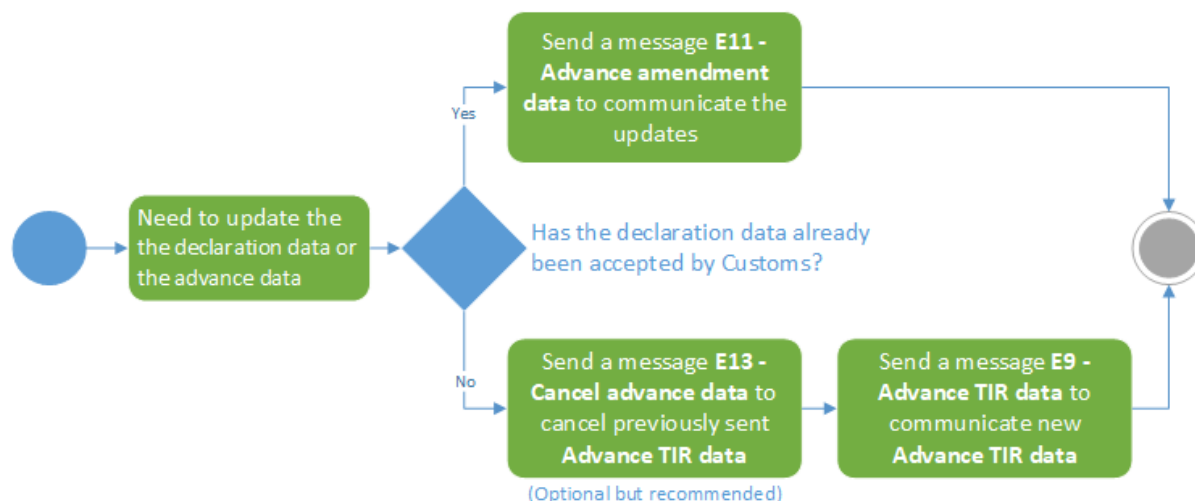 Send a message E11 -
Advance amendment
data to communicate the
updates
Yes
Need to update the
the declaration data or
the advance data
Has the declaration data already
been accepted by Customs?
No
Send a message E13 -
Cancel advance data to
cancel previously sent
Advance TIR data
(Optional but recommended)
Send a message E9 -
Advance TIR data to
communicate new
Advance TIR data